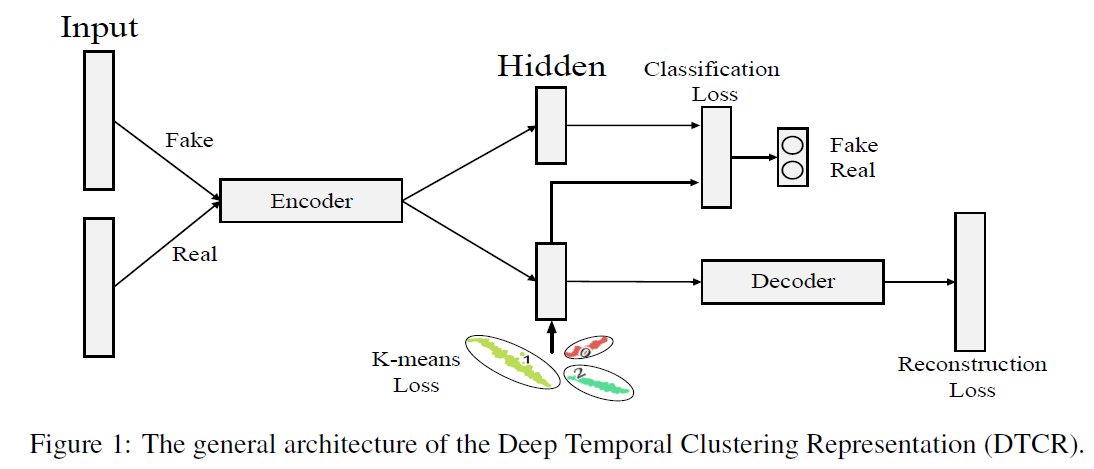 Input
Hidden
Classification
Loss
Fake
Fake
Real
Encoder
Real
Decoder
K-means
Loss
1
0
2
Reconstruction
Loss
Figure 1: The general architecture of the Deep Temporal Clustering Representation (DTCR).